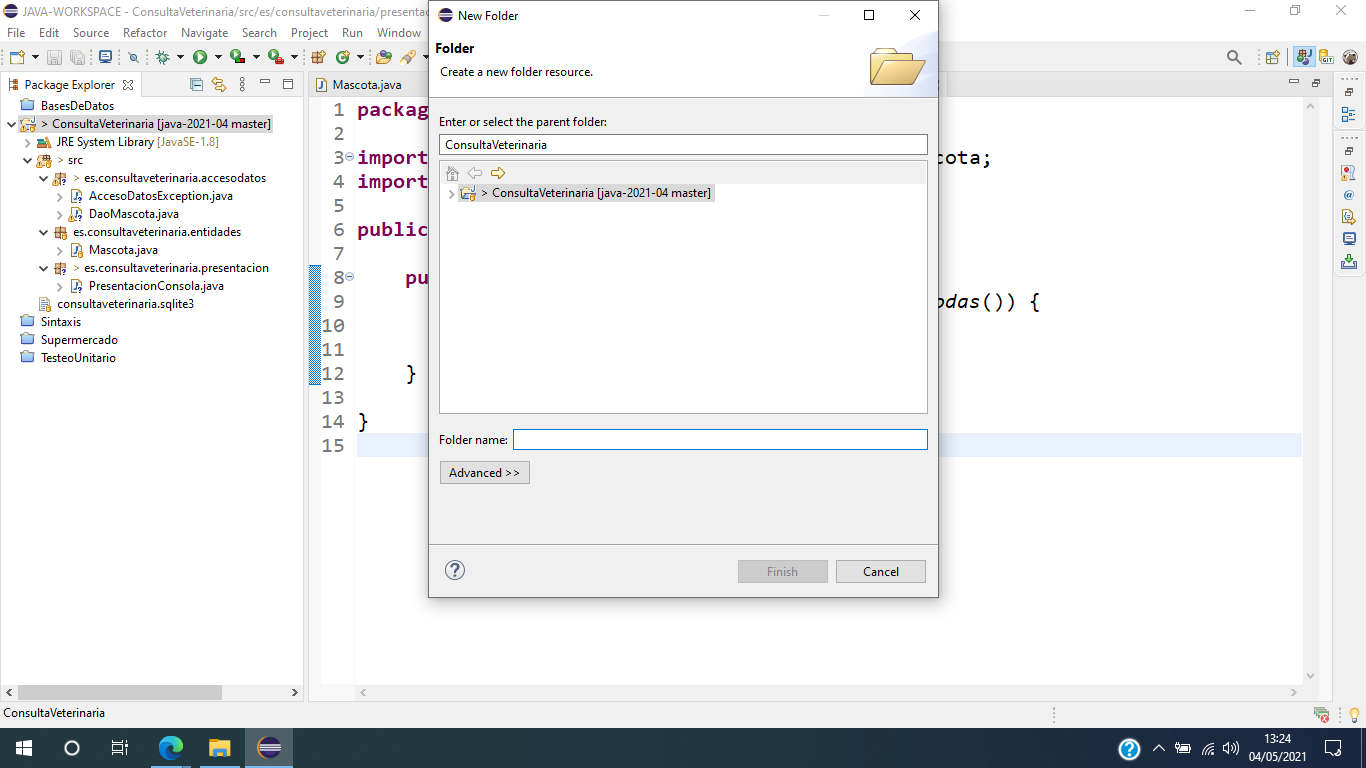 JAVA-WORKSPACE - ConsultaVeterinaria/src/es/consultaveterinaria/presentac
File Edit Source Refactor Navigate Search Project Run Window
Package Explorer
BasesDeDatos
> ConsultaVeterinaria [java-2021-04 master]
JRE System Library [JavaSE-1.8]
> src
> es.consultaveterinaria.accesodatos
AccesoDatosException.java
DaoMascota.java
es.consultaveterinaria.entidades
Mascota.java
> es.consultaveterinaria.presentacion
PresentacionConsola.java
consultaveterinaria.sqlite3
Sintaxis
Supermercado
TesteoUnitario
Mascota.java
1 packag
2
3 import cota;
4 import
5
6 public
7
8 pu
9 odas()) {
10
11
12 }
13
14 }
15
New Folder
Folder
Create a new folder resource.
Enter or select the parent folder:
ConsultaVeterinaria
> ConsultaVeterinaria [java-2021-04 master]
Folder name:
Advanced >>
Finish Cancel
ConsultaVeterinaria
13:24
04/05/2021